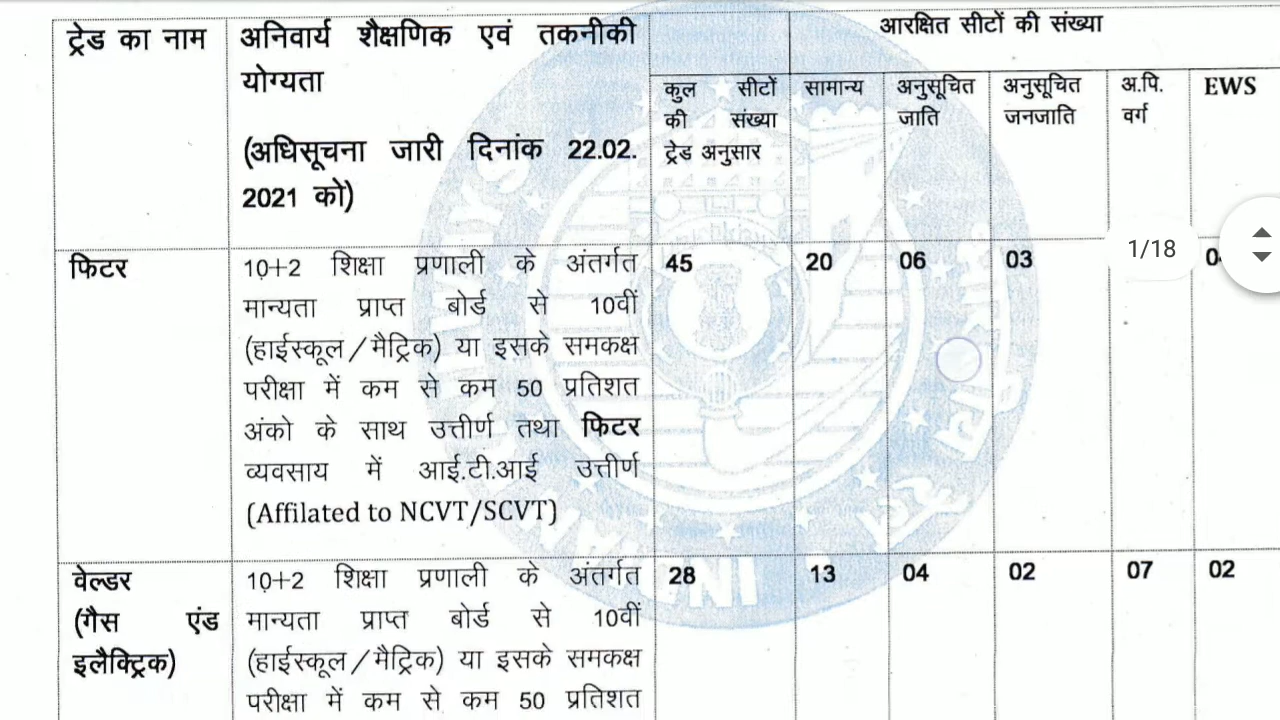 ट्रेड का नाम
अनिवार्य शैक्षणिक एवं तकनीकी
योग्यता
(अधिसूचना जारी दिनांक 22.02.
2021 को)
आरक्षित सीटों की संख्या
कुल सीटों
की संख्या
ट्रेड अनुसार
सामान्य
अनुसूचित
जाति
अनुसूचित
जनजाति
अ.पि.
वर्ग
EWS
1/18
फिटर
10+2 शिक्षा प्रणाली के अंतर्गत
मान्यता प्राप्त बोर्ड से 10वीं
(हाईस्कूल/मैट्रिक) या इसके समकक्ष
परीक्षा में कम से कम 50 प्रतिशत
अंको के साथ उत्तीर्ण तथा फिटर
व्यवसाय में आई.टी.आई उत्तीर्ण
(Affilated to NCVT/SCVT)
45
20
06
03
वेल्डर
(गैस एंड
इलैक्ट्रिक)
10+2 शिक्षा प्रणाली के अंतर्गत
मान्यता प्राप्त बोर्ड से 10वीं
(हाईस्कूल/मैट्रिक) या इसके समकक्ष
परीक्षा में कम से कम 50 प्रतिशत
28
13
04
02
07
02